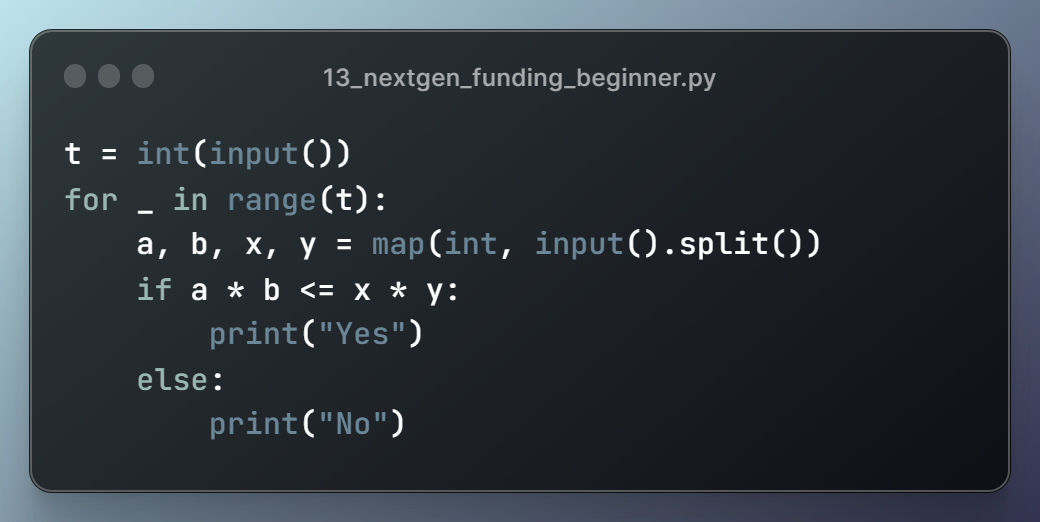 13_nextgen_funding_beginner.py
t = int(input())
for _ in range(t):
    a, b, x, y = map(int, input().split())
    if a * b <= x * y:
        print("Yes")
    else:
        print("No")